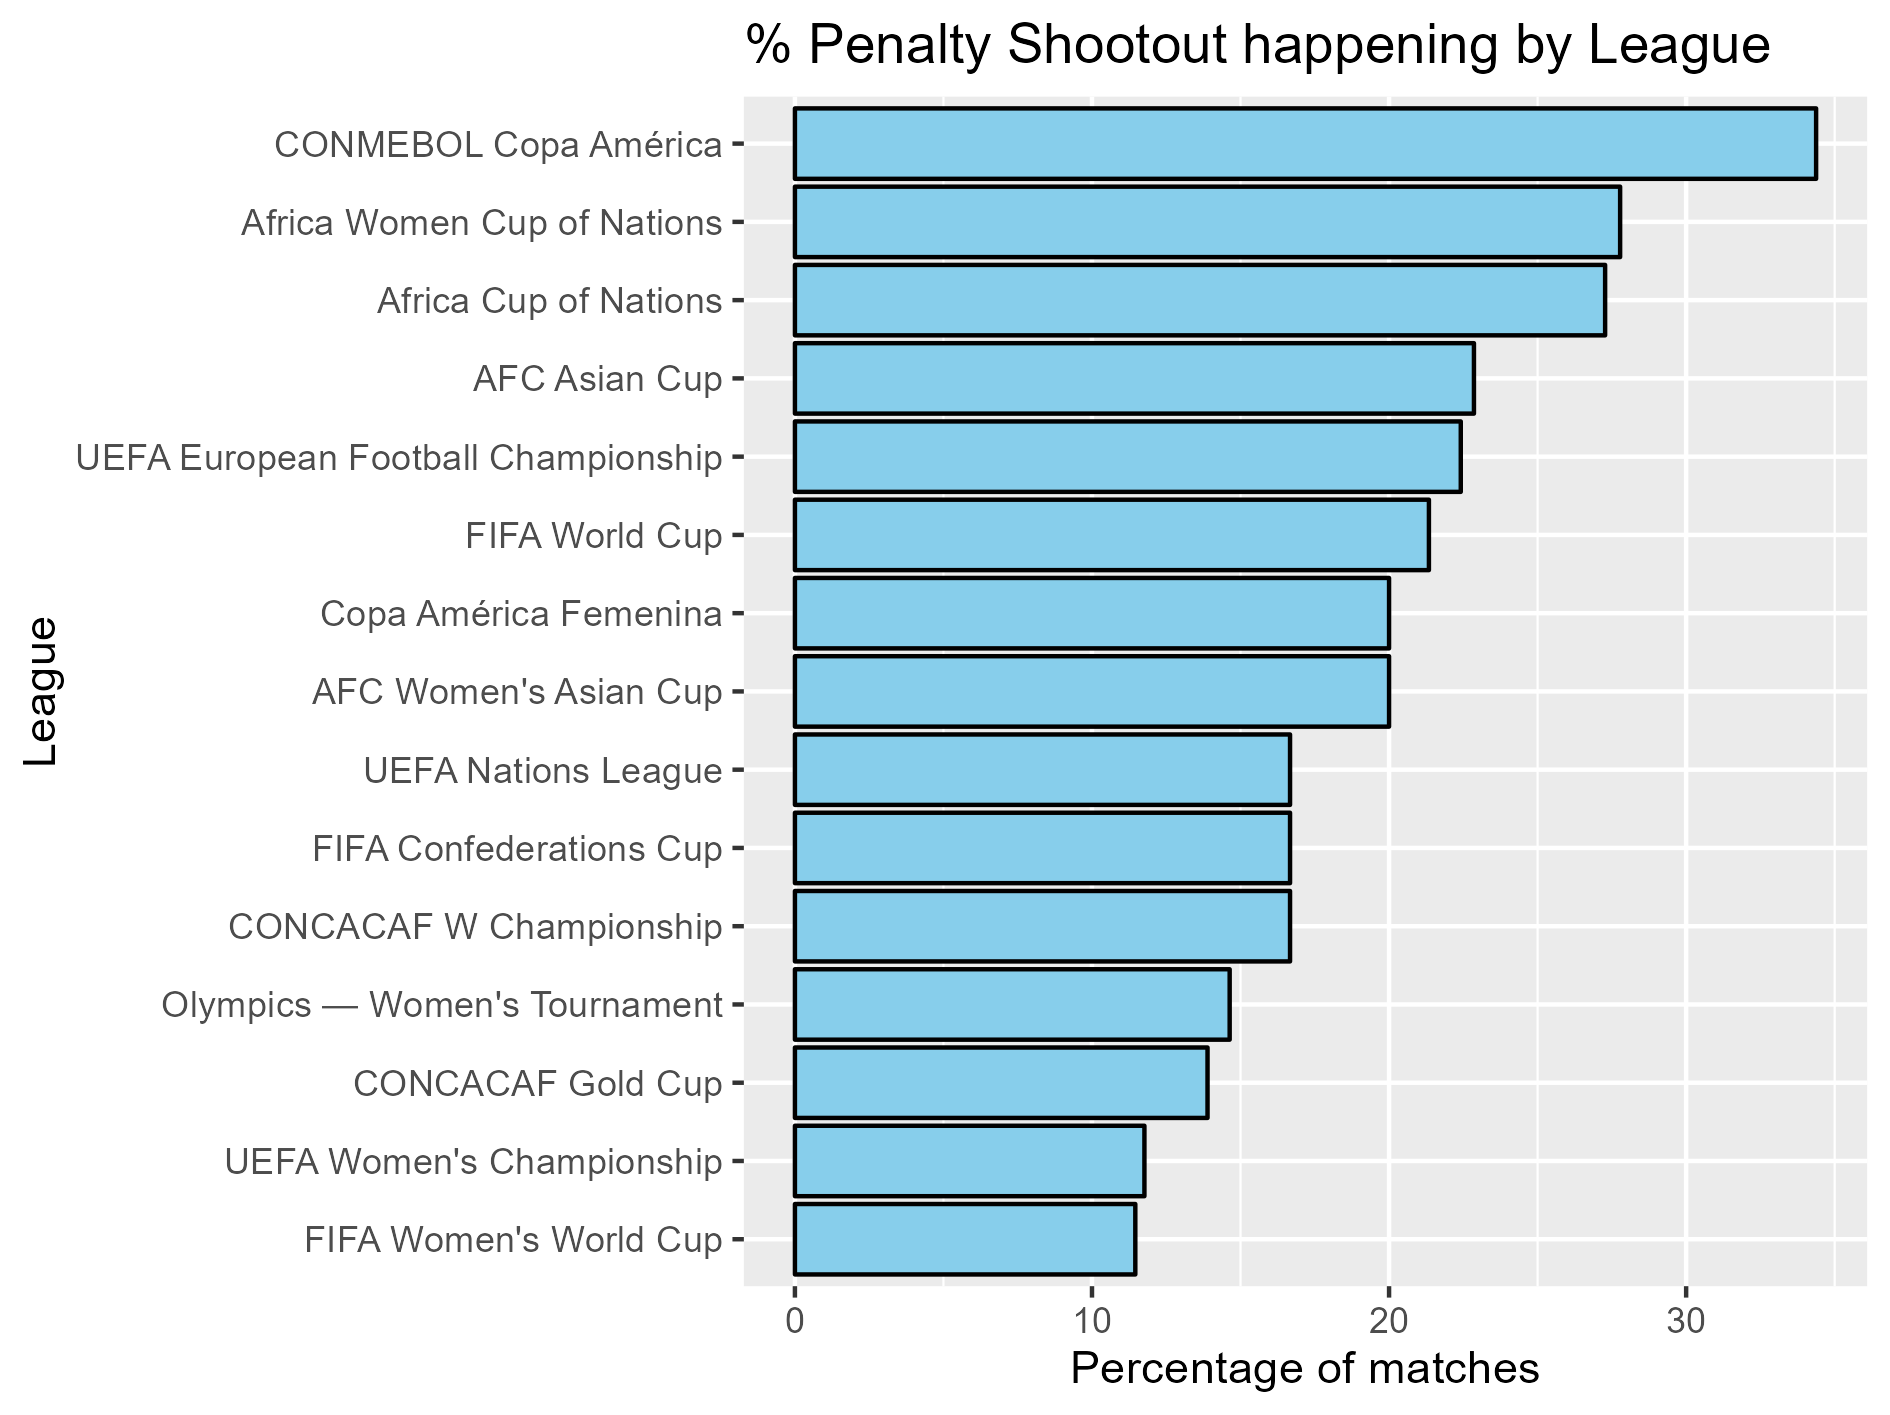 % Penalty Shootout happening by League
League
CONMEBOL Copa América
Africa Women Cup of Nations
Africa Cup of Nations
AFC Asian Cup
UEFA European Football Championship
FIFA World Cup
Copa América Femenina
AFC Women's Asian Cup
UEFA Nations League
FIFA Confederations Cup
CONCACAF W Championship
Olympics — Women's Tournament
CONCACAF Gold Cup
UEFA Women's Championship
FIFA Women's World Cup
0 10 20 30
Percentage of matches